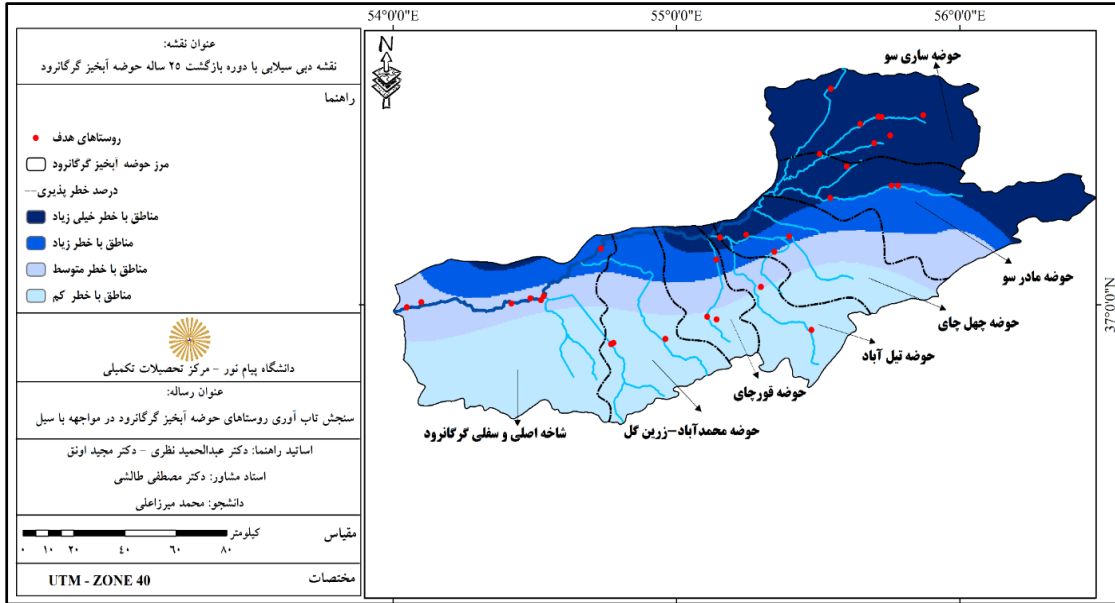 عنوان نقشه:
نقشه دبی سیلابی با دوره بازگشت ۲۵ ساله حوضه آبخیز گرگانرود
راهنما
روستاهای هدف
مرز حوضه آبخیز گرگانرود
درصد خطر پذیری
مناطق با خطر خیلی زیاد
مناطق با خطر زیاد
مناطق با خطر متوسط
مناطق با خطر کم
دانشگاه پیام نور - مرکز تحصیلات تکمیلی
عنوان رساله:
سنجش تاب آوری روستاهای حوضه آبخیز گرگانرود در مواجهه با سیل
اساتید راهنما: دکتر عبدالحمید نظری - دکتر مجید اونق
استاد مشاور: دکتر مصطفی طالشی
دانشجو: محمد میرزاعلی
مقیاس
کیلومتر
۰ ۱۰ ۲۰ ۴۰ ۶۰ ۸۰
مختصات
UTM - ZONE 40
54°0'0"E 55°0'0"E 56°0'0"E
N
37°0'0"N
حوضه ساری سو
حوضه مادر سو
حوضه چهل چای
حوضه تیل آباد
حوضه قورچای
حوضه محمدآباد-زرین گل
شاخه اصلی و سفلی گرگانرود